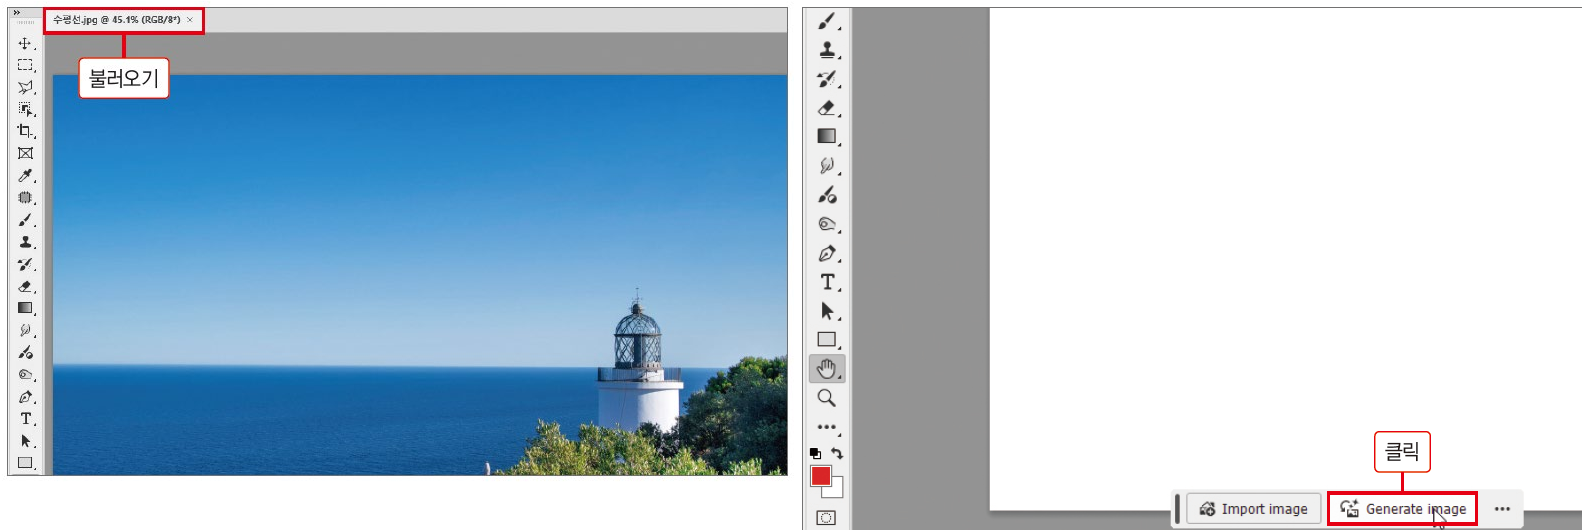 수평선.jpg @ 45.1% (RGB/8*) ×
불러오기
T
T
클릭
Import image
Generate image